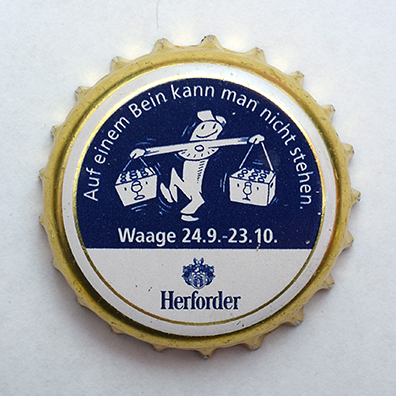 Auf einem Bein kann man nicht stehen.
Waage 24.9.-23.10.
Herforder